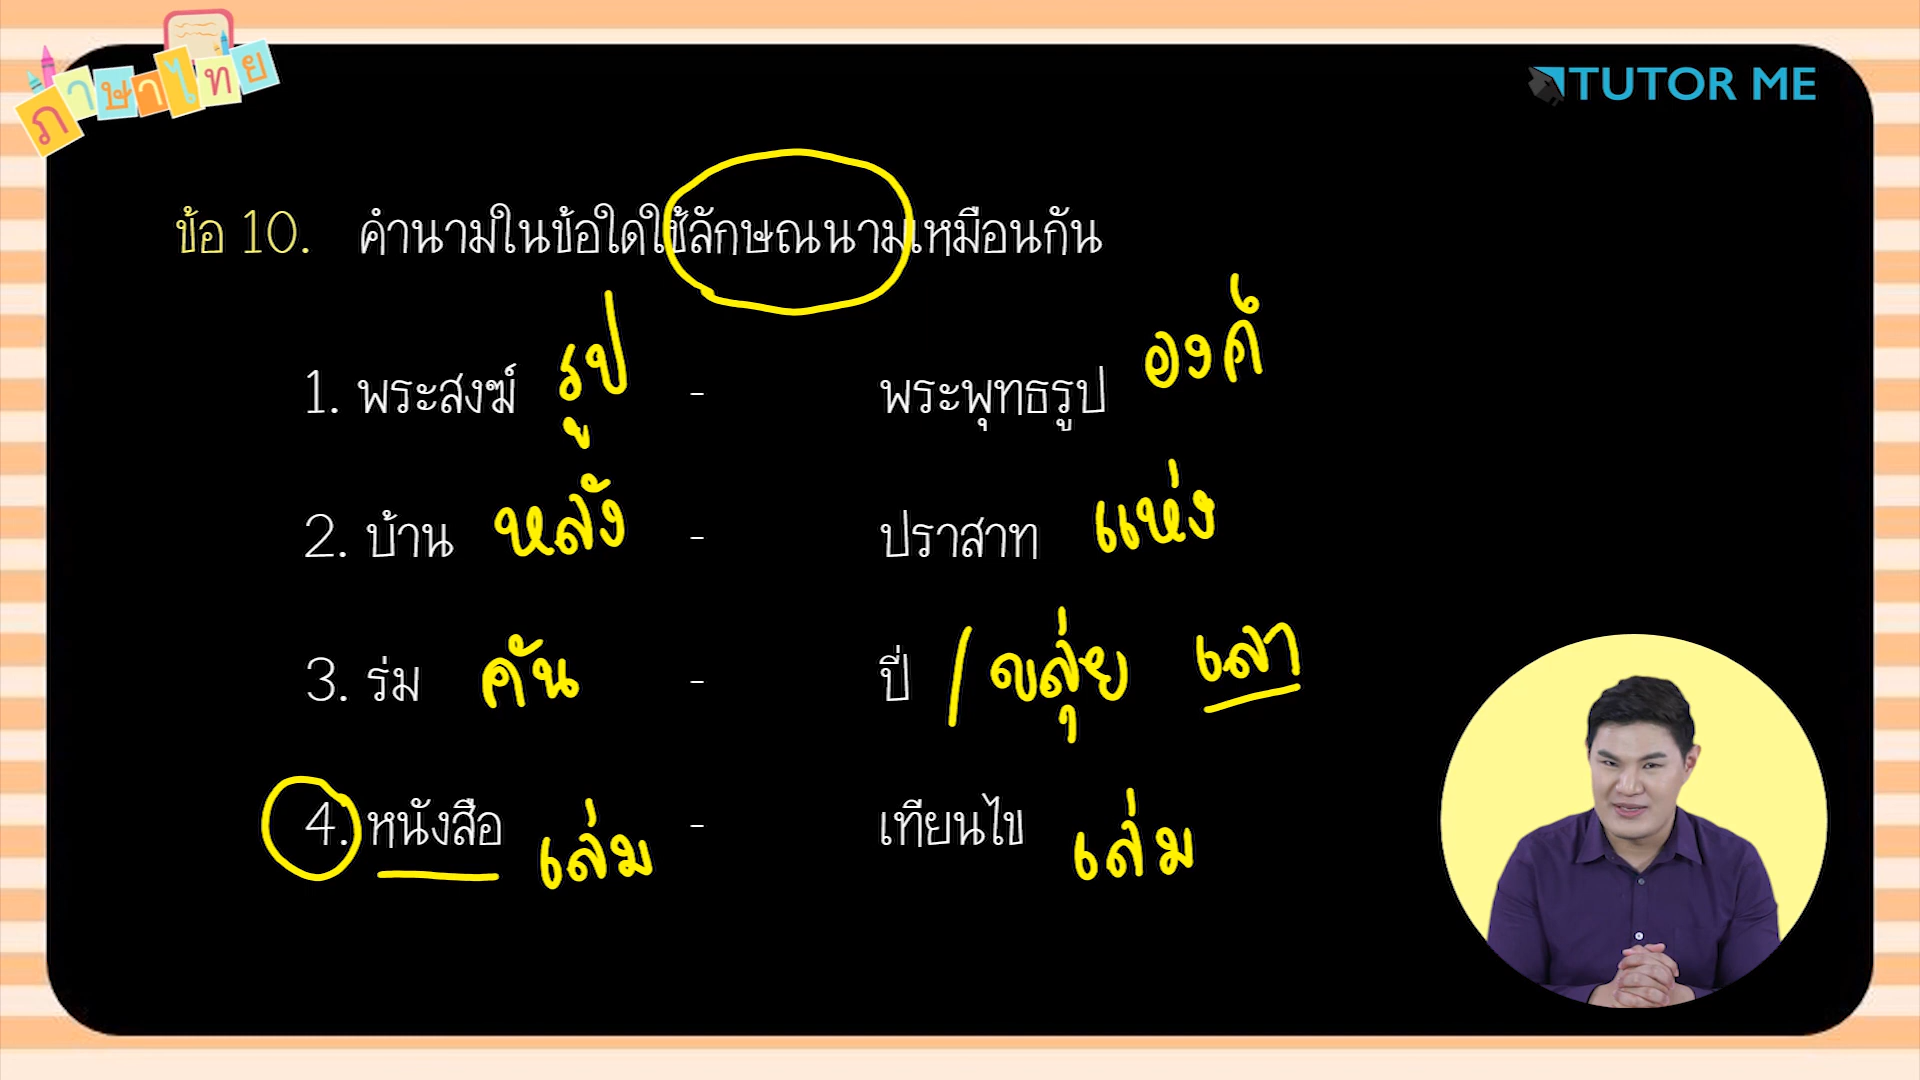 ภาษาไทย
TUTOR ME
ข้อ 10. คำนามในข้อใดใช้ลักษณนามเหมือนกัน
1. พระสงฆ์ รูป - พระพุทธรูป องค์
2. บ้าน หลัง - ปราสาท แห่ง
3. ร่ม คัน - ปี่ / ขลุ่ย เลา
4. หนังสือ เล่ม - เทียนไข เล่ม